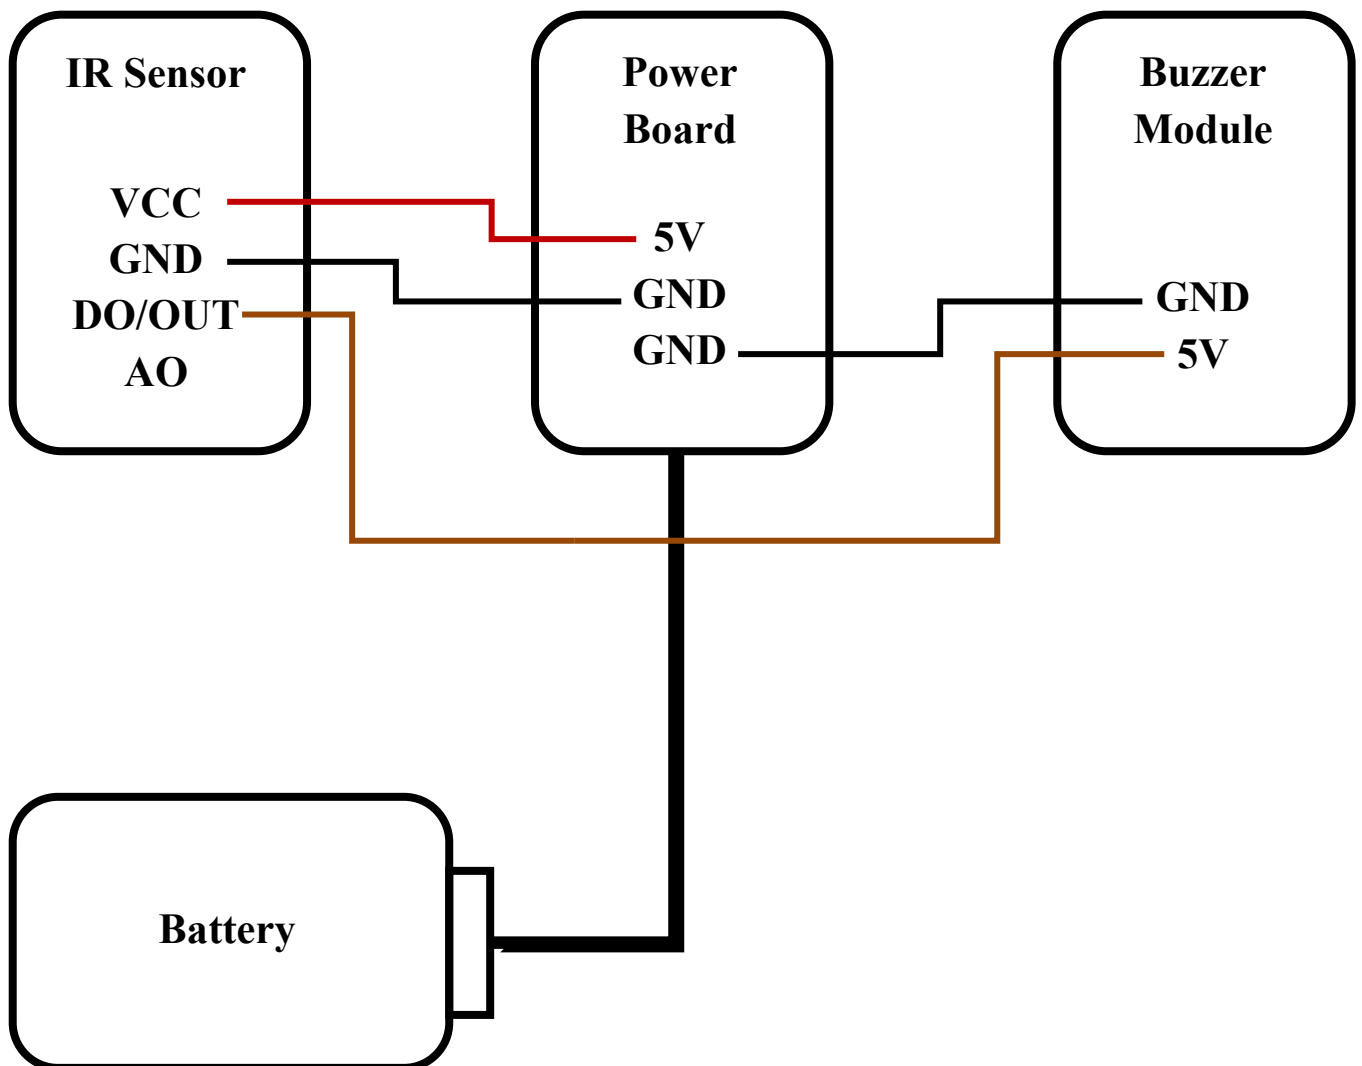 IR Sensor
VCC
GND
DO/OUT
AO
Power
Board
5V
GND
GND
Buzzer
Module
GND
5V
Battery